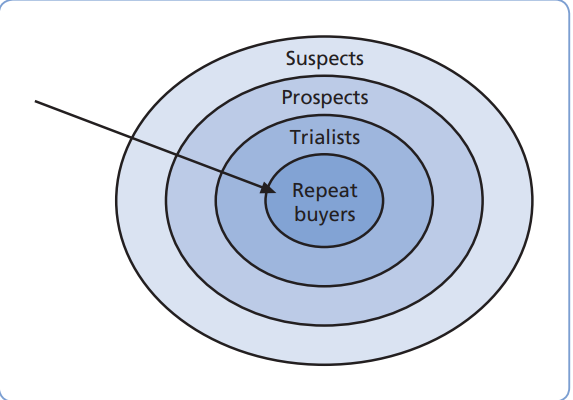 Suspects
Prospects
Trialists
Repeat
buyers